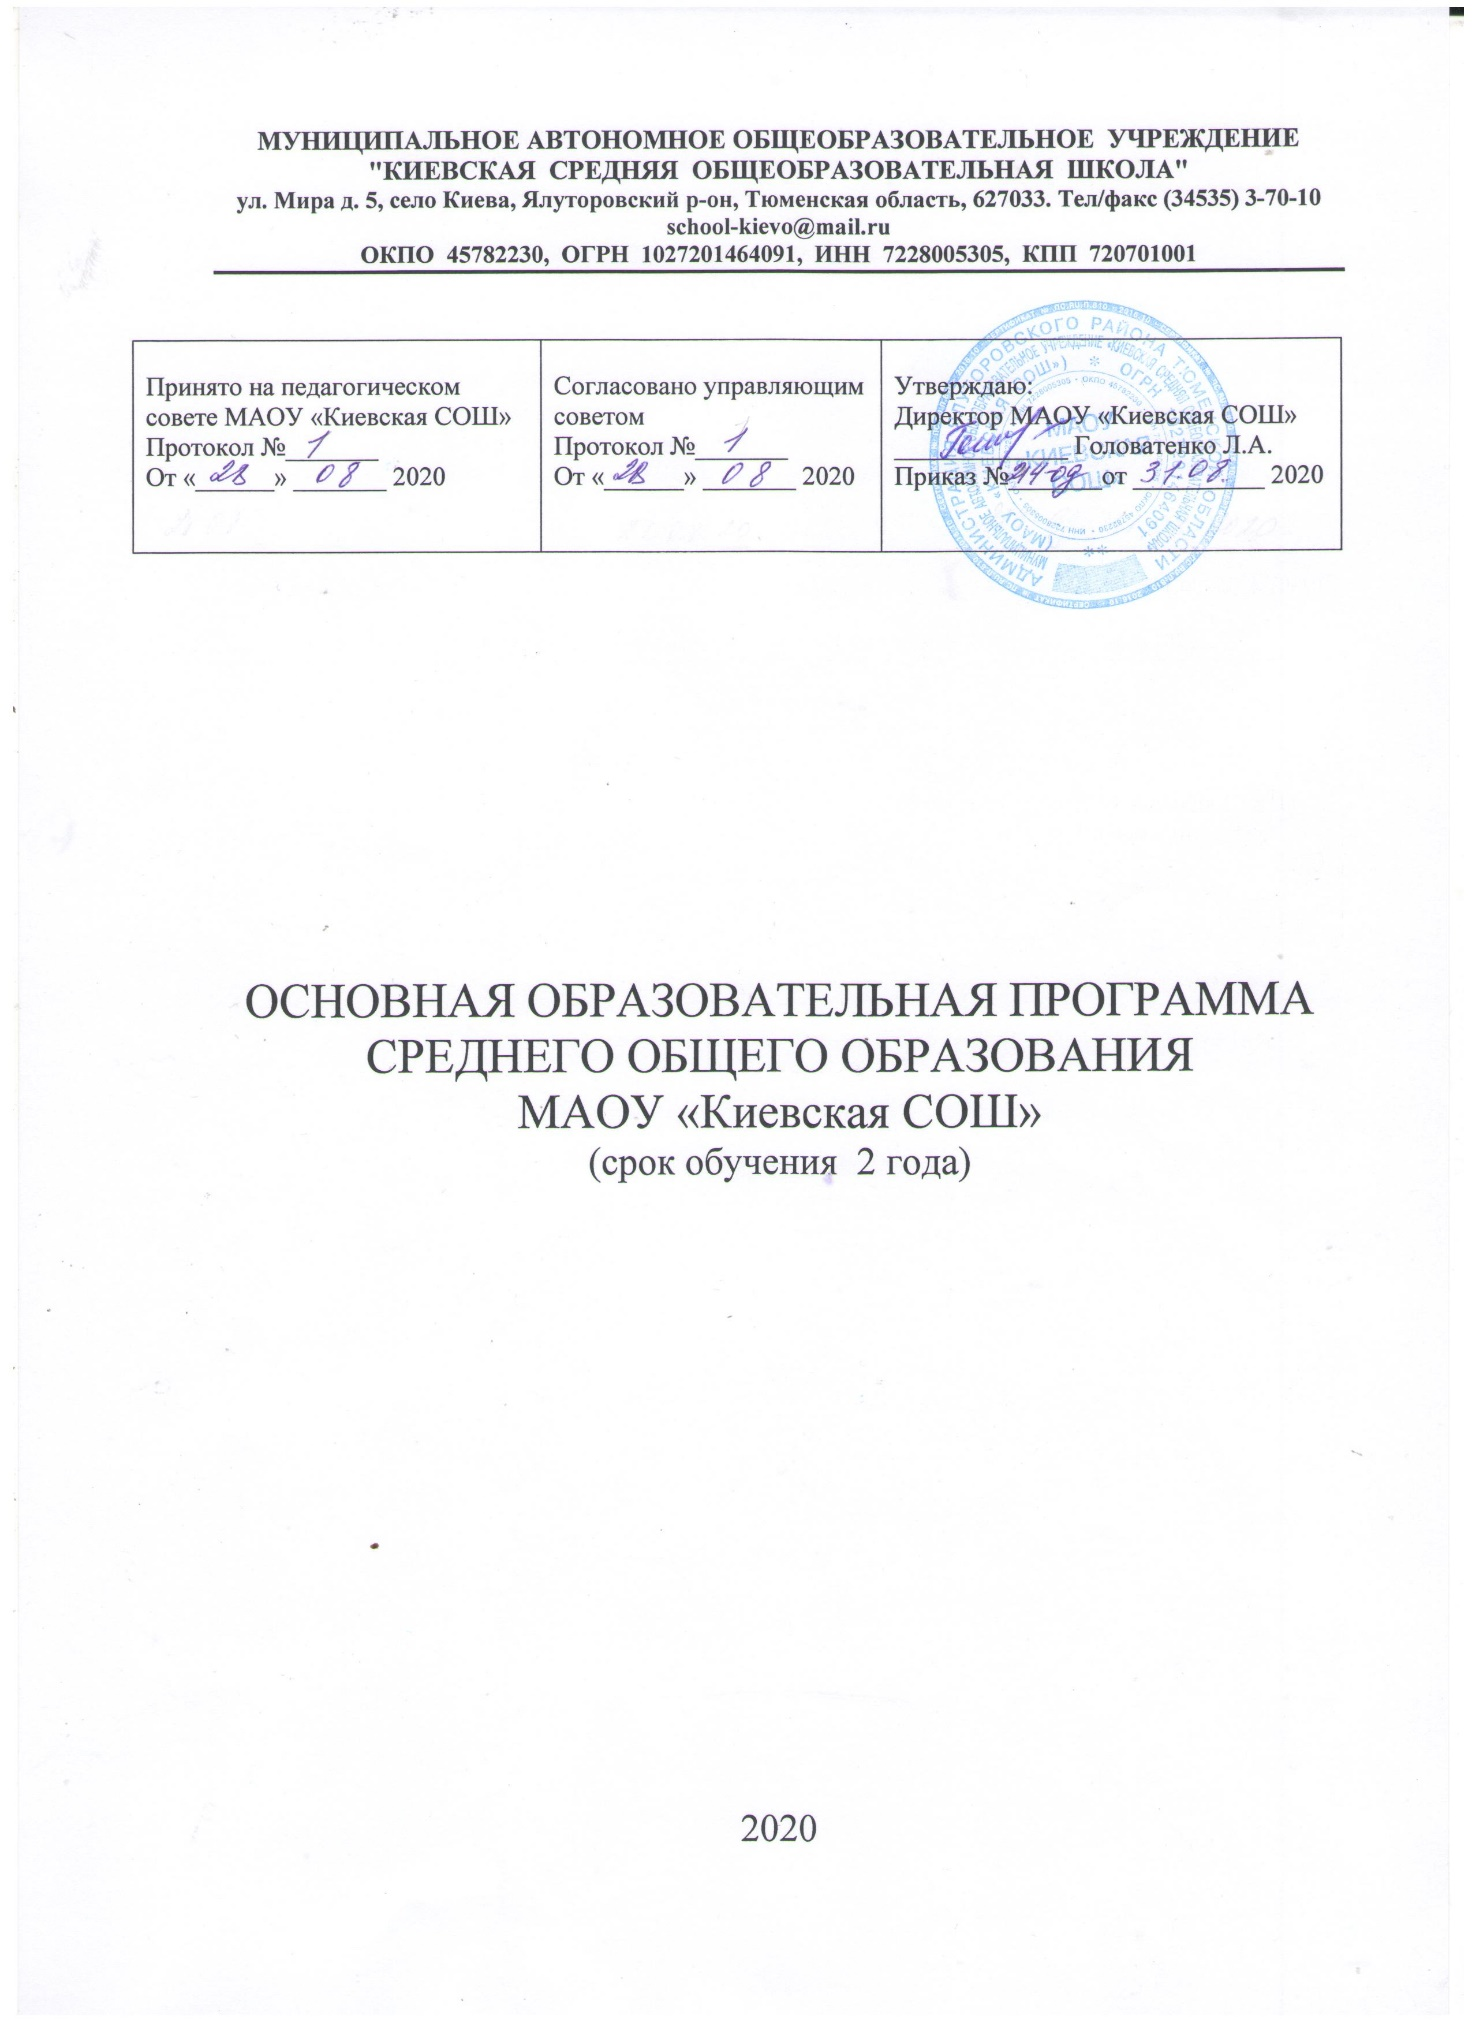 МУНИЦИПАЛЬНОЕ АВТОНОМНОЕ ОБЩЕОБРАЗОВАТЕЛЬНОЕ УЧРЕЖДЕНИЕ
"КИЕВСКАЯ СРЕДНЯЯ ОБЩЕОБРАЗОВАТЕЛЬНАЯ ШКОЛА"
ул. Мира д. 5, село Киева, Ялуторовский р-он, Тюменская область, 627033. Тел/факс (34535) 3-70-10
school-kievo@mail.ru
ОКПО 45782230, ОГРН 1027201464091, ИНН 7228005305, КПП 720701001
Принято на педагогическом
совете МАОУ «Киевская СОШ»
Протокол № 1
От «28» 08 2020
Согласовано управляющим
советом
Протокол № 1
От «28» 08 2020
Утверждаю:
Директор МАОУ «Киевская СОШ»
Головатенко Л.А.
Приказ № от 31.08. 2020
МАОУ
КИЕВСКАЯ
СОШ
ОСНОВНАЯ ОБРАЗОВАТЕЛЬНАЯ ПРОГРАММА
СРЕДНЕГО ОБЩЕГО ОБРАЗОВАНИЯ
МАОУ «Киевская СОШ»
(срок обучения 2 года)
2020